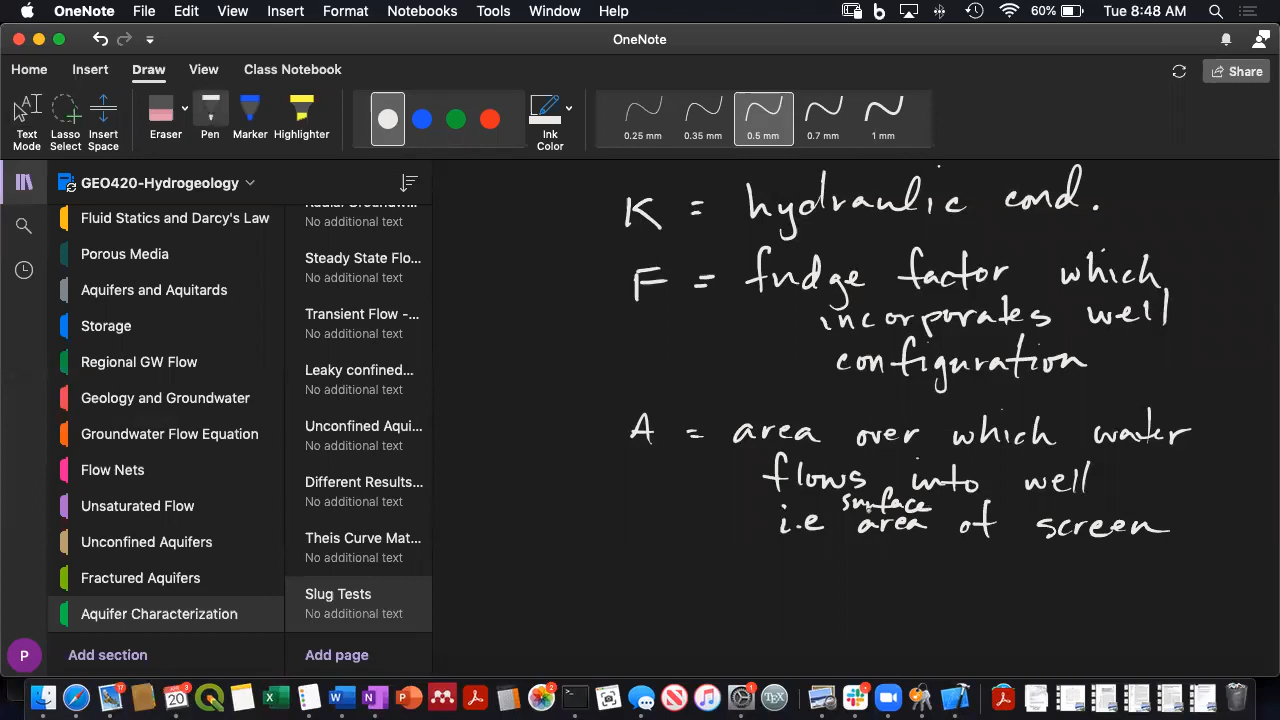 OneNote File Edit View Insert Format Notebooks Tools Window Help 60% Tue 8:48 AM
OneNote
Home Insert Draw View Class Notebook Share
Text Mode Lasso Select Insert Space Eraser Pen Marker Highlighter Ink Color 0.25 mm 0.35 mm 0.5 mm 0.7 mm 1 mm
GEO420-Hydrogeology
Fluid Statics and Darcy's Law
Porous Media
Aquifers and Aquitards
Storage
Regional GW Flow
Geology and Groundwater
Groundwater Flow Equation
Flow Nets
Unsaturated Flow
Unconfined Aquifers
Fractured Aquifers
Aquifer Characterization
Add section
No additional text
Steady State Flo...
No additional text
Transient Flow -...
No additional text
Leaky confined...
No additional text
Unconfined Aqui...
No additional text
Different Results...
No additional text
Theis Curve Mat...
No additional text
Slug Tests
No additional text
Add page
K = hydraulic cond.
F = fudge factor which
incorporates well
configuration
A = area over which water
flows into well
surface
i.e area of screen
P
17 20 3 2 1
W N P X TEX